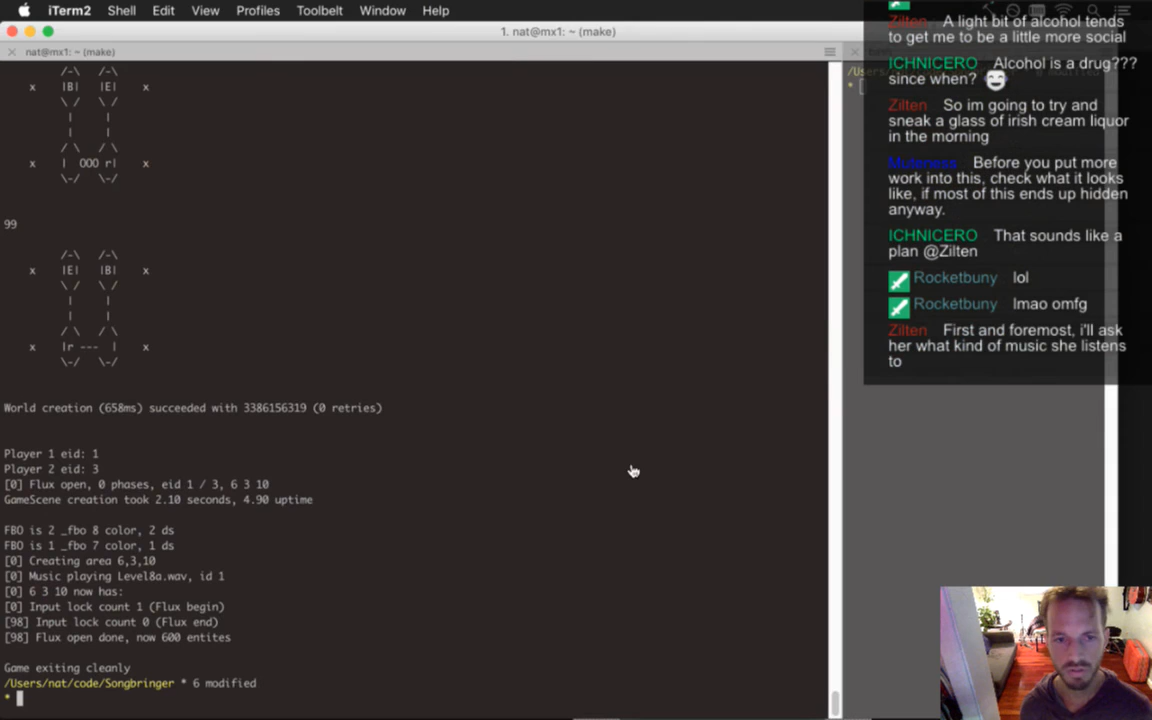 iTerm2 Shell Edit View Profiles Toolbelt Window Help
1. nat@mx1: ~ (make)
nat@mx1: ~ (make)
/-\ /-\
x |B| |E| x
\ / \ /
| |
| |
/ \ / \
x | OOO r| x
\-/ \-/
99
/-\ /-\
x |E| |B| x
\ / \ /
| |
| |
/ \ / \
x |r --- | x
\-/ \-/
World creation (658ms) succeeded with 3386156319 (0 retries)
Player 1 eid: 1
Player 2 eid: 3
[0] Flux open, 0 phases, eid 1 / 3, 6 3 10
GameScene creation took 2.10 seconds, 4.90 uptime
FBO is 2 _fbo 8 color, 2 ds
FBO is 1 _fbo 7 color, 1 ds
[0] Creating area 6,3,10
[0] Music playing Level8a.wav, id 1
[0] 6 3 10 now has:
[0] Input lock count 1 (Flux begin)
[98] Input lock count 0 (Flux end)
[98] Flux open done, now 600 entites
Game exiting cleanly
/Users/nat/code/Songbringer * 6 modified
*
Zilten A light bit of alcohol tends
to get me to be a little more social
ICHNICERO Alcohol is a drug???
since when?
Zilten So im going to try and
sneak a glass of irish cream liquor
in the morning
Muleness Before you put more
work into this, check what it looks
like, if most of this ends up hidden
anyway.
ICHNICERO That sounds like a
plan @Zilten
Rocketbuny lol
Rocketbuny lmao omfg
Zilten First and foremost, i'll ask
her what kind of music she listens
to